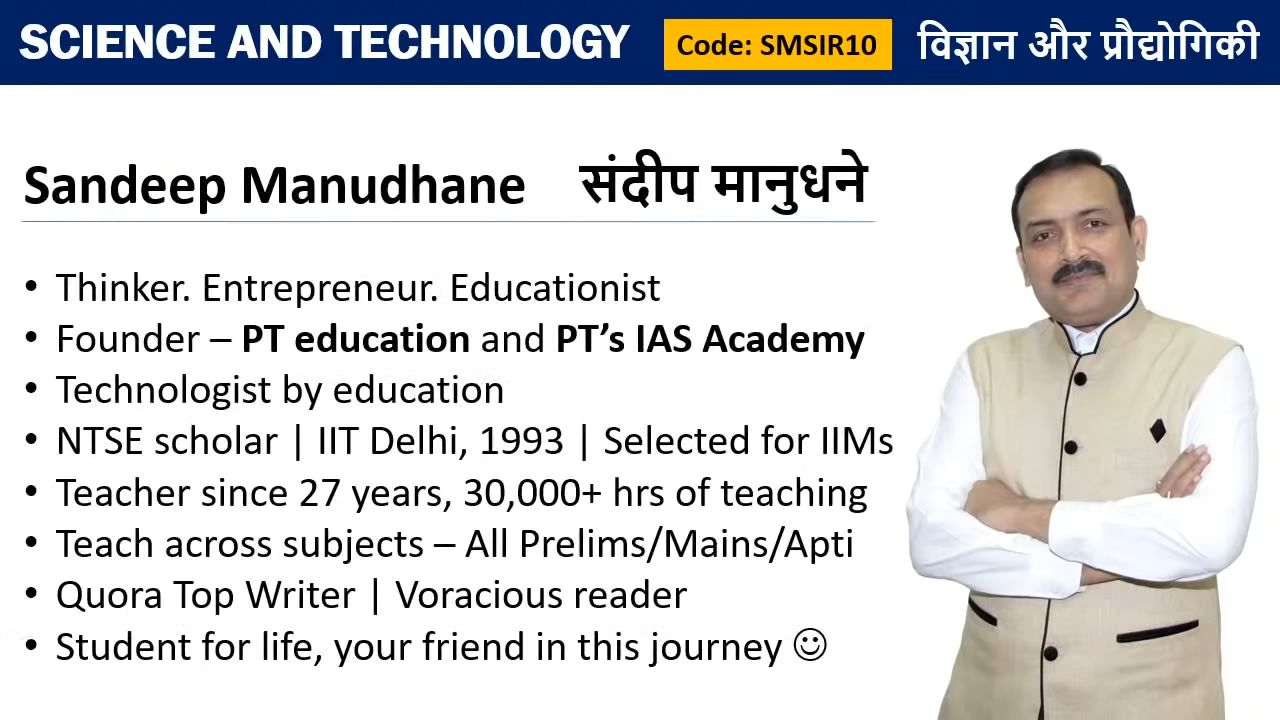 SCIENCE AND TECHNOLOGY Code: SMSIR10 विज्ञान और प्रौद्योगिकी
Sandeep Manudhane संदीप मानुधने
• Thinker. Entrepreneur. Educationist
• Founder – PT education and PT’s IAS Academy
• Technologist by education
• NTSE scholar | IIT Delhi, 1993 | Selected for IIMs
• Teacher since 27 years, 30,000+ hrs of teaching
• Teach across subjects – All Prelims/Mains/Apti
• Quora Top Writer | Voracious reader
• Student for life, your friend in this journey ☺